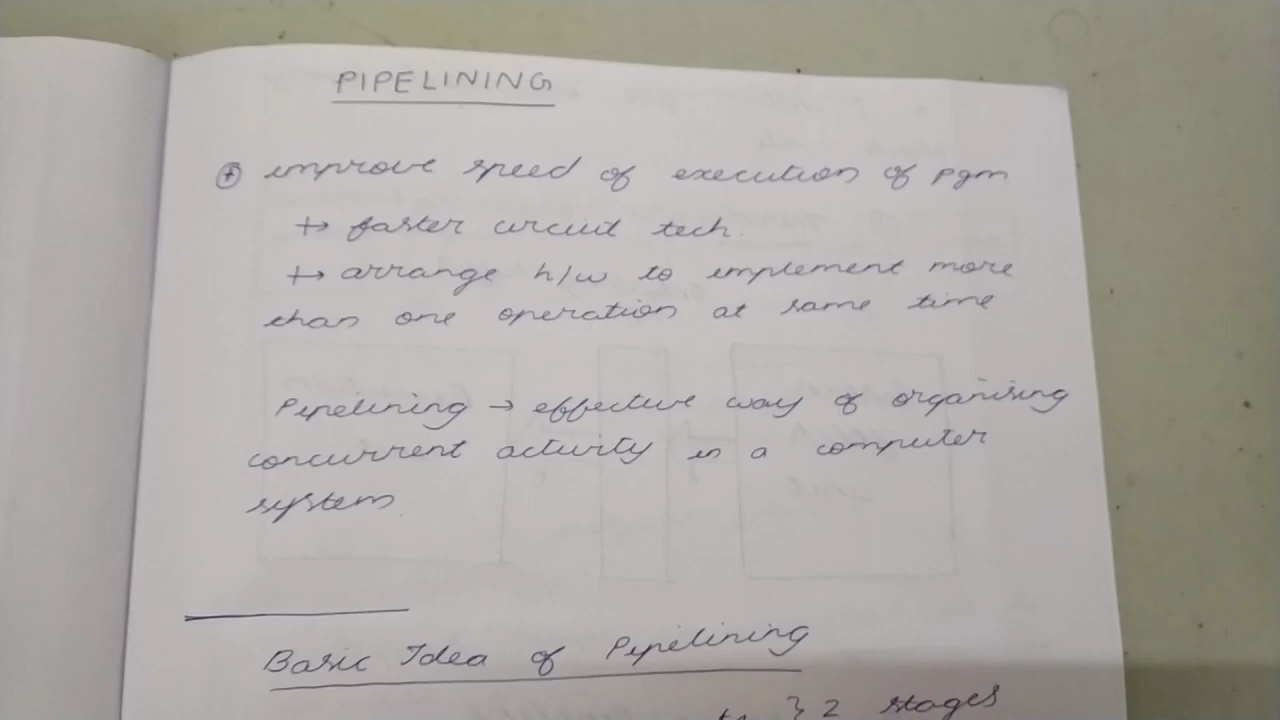 PIPELINING
⊕ improve speed of execution of pgm
↦ faster circuit tech.
↦ arrange h/w to implement more
than one operation at same time
Pipelining → effective way of organising
concurrent activity in a computer
system
Basic Idea of Pipelining
} 2 stages